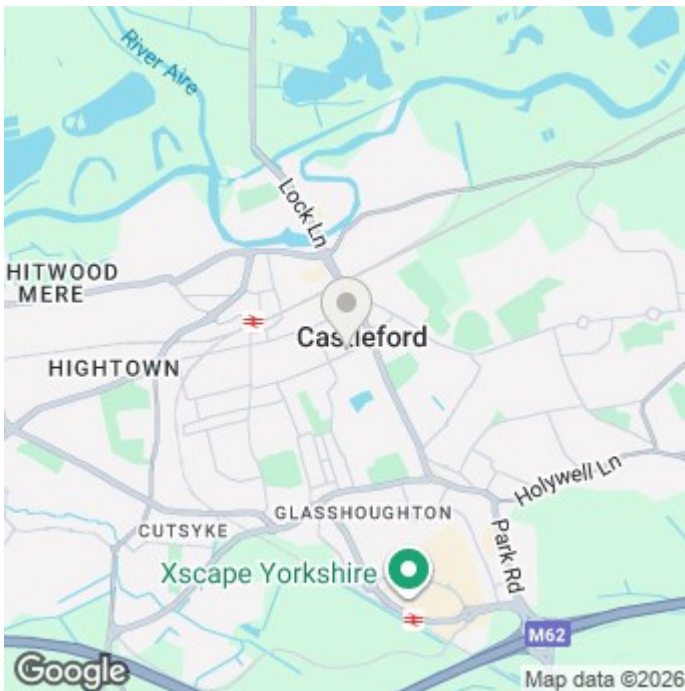 River Aire
Lock Ln
HITWOOD
MERE
Castleford
HIGHTOWN
Holywell Ln
GLASSHOUGHTON
CUTSYKE
Park Rd
Xscape Yorkshire
M62
Google
Map data ©2026